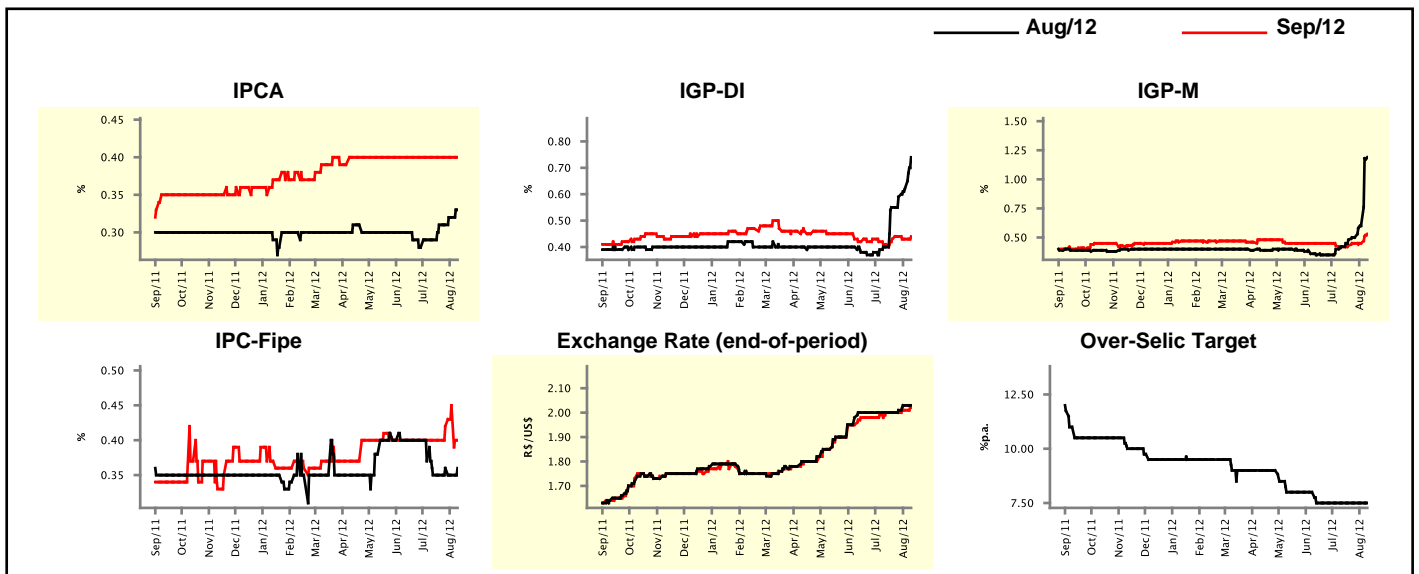 Aug/12 Sep/12
IPCA
0.45
0.40
0.35
0.30
%
Sep/11 Oct/11 Nov/11 Dec/11 Jan/12 Feb/12 Mar/12 Apr/12 May/12 Jun/12 Jul/12 Aug/12
IGP-DI
0.80
0.70
0.60
0.50
0.40
%
Sep/11 Oct/11 Nov/11 Dec/11 Jan/12 Feb/12 Mar/12 Apr/12 May/12 Jun/12 Jul/12 Aug/12
IGP-M
1.50
1.25
1.00
0.75
0.50
%
Sep/11 Oct/11 Nov/11 Dec/11 Jan/12 Feb/12 Mar/12 Apr/12 May/12 Jun/12 Jul/12 Aug/12
IPC-Fipe
0.50
0.45
0.40
0.35
%
Sep/11 Oct/11 Nov/11 Dec/11 Jan/12 Feb/12 Mar/12 Apr/12 May/12 Jun/12 Jul/12 Aug/12
Exchange Rate (end-of-period)
2.10
2.00
1.90
1.80
1.70
R$/US$
Sep/11 Oct/11 Nov/11 Dec/11 Jan/12 Feb/12 Mar/12 Apr/12 May/12 Jun/12 Jul/12 Aug/12
Over-Selic Target
12.50
10.00
7.50
%p.a.
Sep/11 Oct/11 Nov/11 Dec/11 Jan/12 Feb/12 Mar/12 Apr/12 May/12 Jun/12 Jul/12 Aug/12